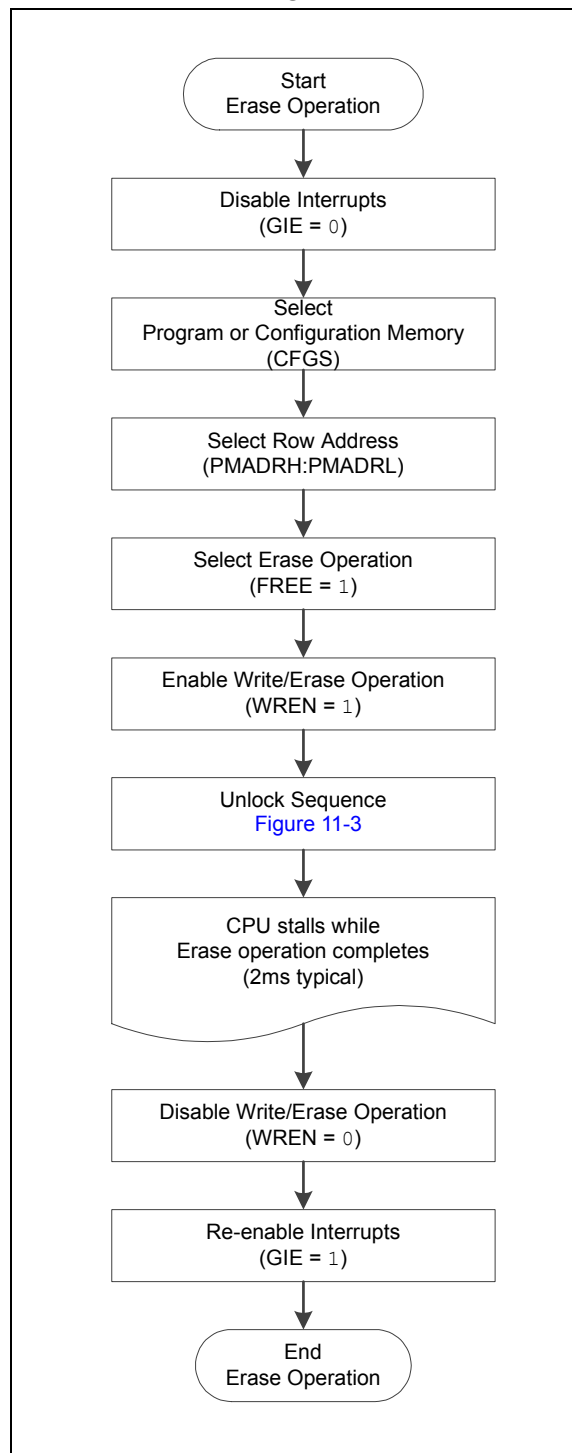 Start
Erase Operation
Disable Interrupts
(GIE = 0)
Select
Program or Configuration Memory
(CFGS)
Select Row Address
(PMADRH:PMADRL)
Select Erase Operation
(FREE = 1)
Enable Write/Erase Operation
(WREN = 1)
Unlock Sequence
Figure 11-3
CPU stalls while
Erase operation completes
(2ms typical)
Disable Write/Erase Operation
(WREN = 0)
Re-enable Interrupts
(GIE = 1)
End
Erase Operation